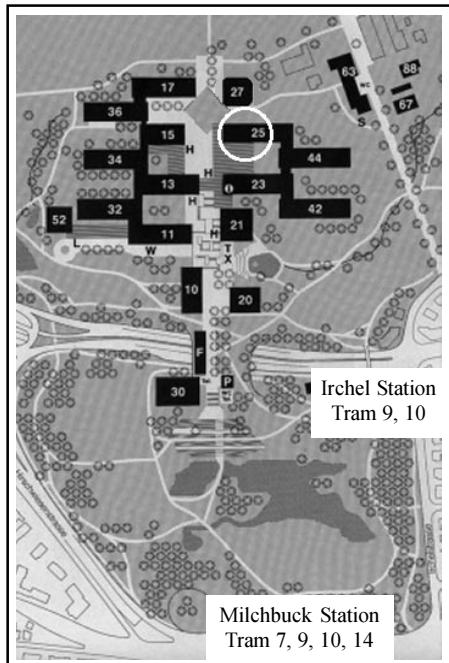 17
27
63
88
WC
36
67
25
15
S
H
34
44
H
13
23
H
32
42
52
21
H
11
L
W
T
X
10
20
F
P
30
Irchel Station
Tram 9, 10
Milchbuck Station
Tram 7, 9, 10, 14